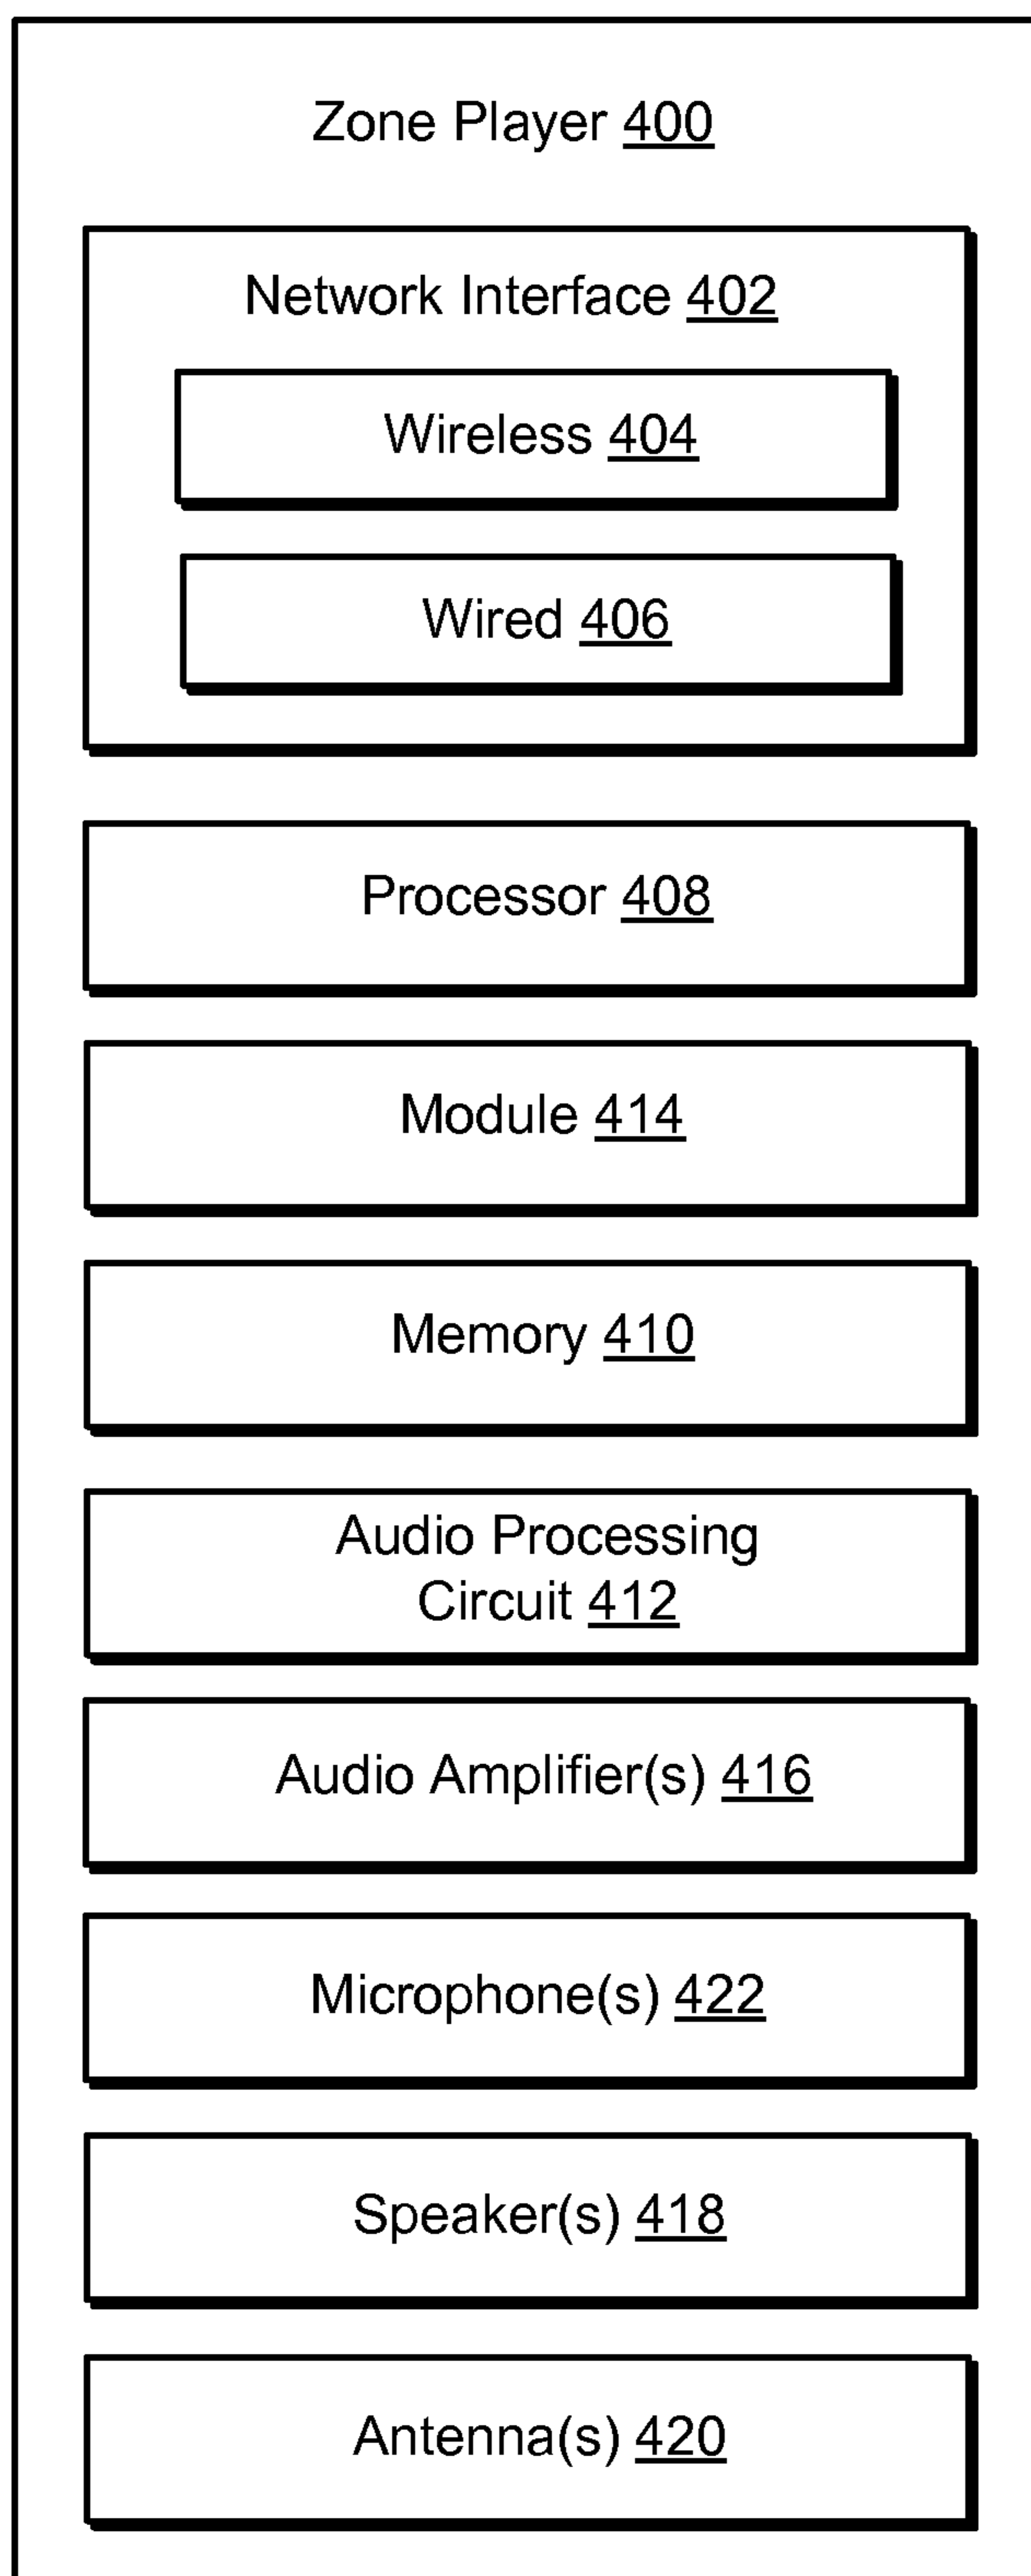 Zone Player 400
Network Interface 402
Wireless 404
Wired 406
Processor 408
Module 414
Memory 410
Audio Processing
Circuit 412
Audio Amplifier(s) 416
Microphone(s) 422
Speaker(s) 418
Antenna(s) 420